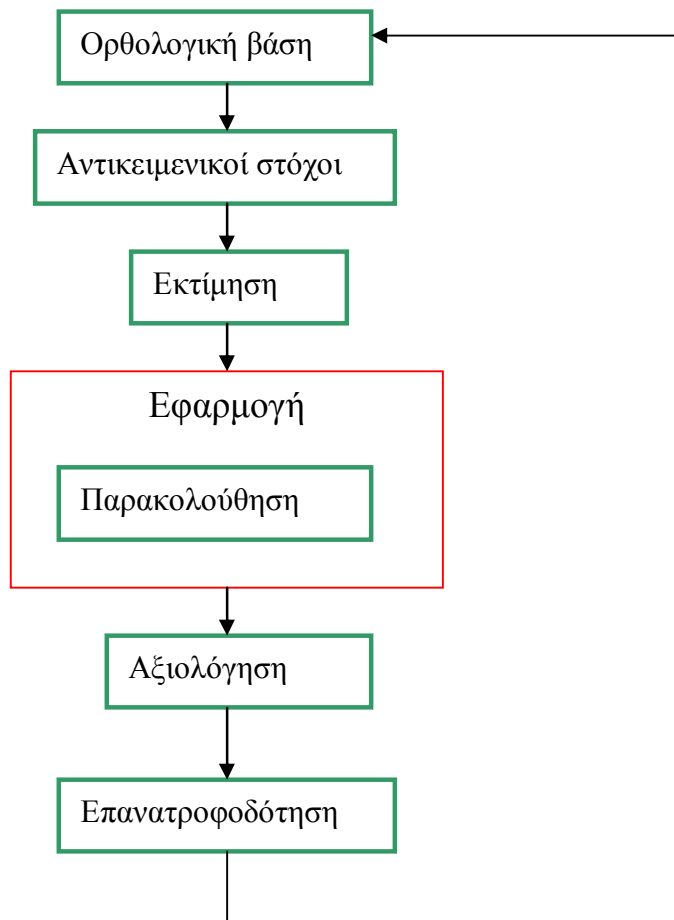 Ορθολογική βάση
Αντικειμενικοί στόχοι
Εκτίμηση
Εφαρμογή
Παρακολούθηση
Αξιολόγηση
Επανατροφοδότηση